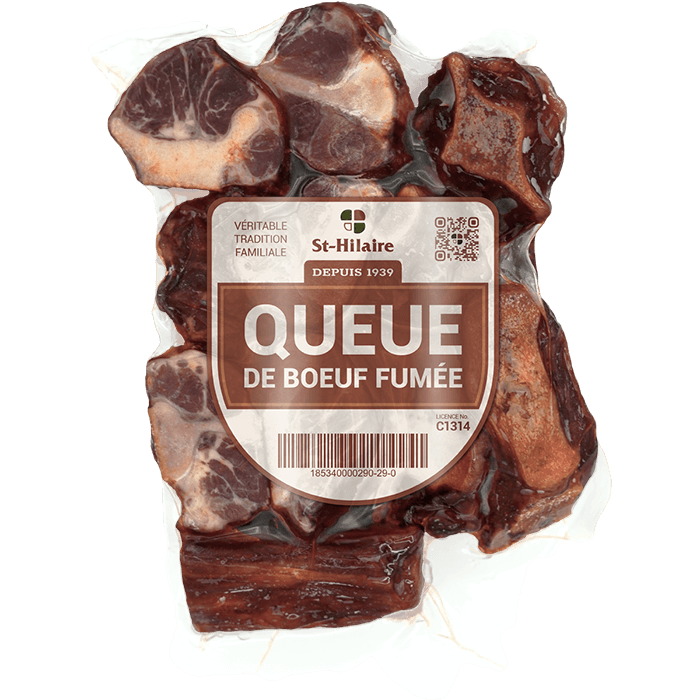 VÉRITABLE
TRADITION
FAMILIALE
St-Hilaire
DEPUIS 1939
QUEUE
DE BOEUF FUMÉE
LICENCE No.
C1314
185340000290-29-0